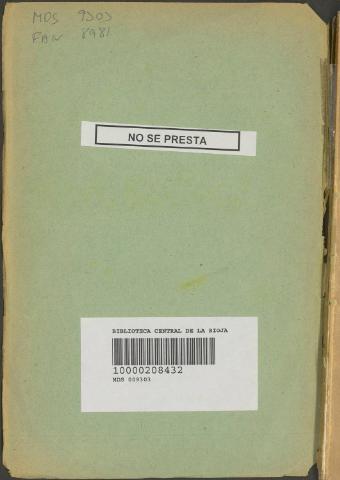 MDS 9303
FAN 8981
NO SE PRESTA
BIBLIOTECA CENTRAL DE LA RIOJA
10000208432
MDS 009303